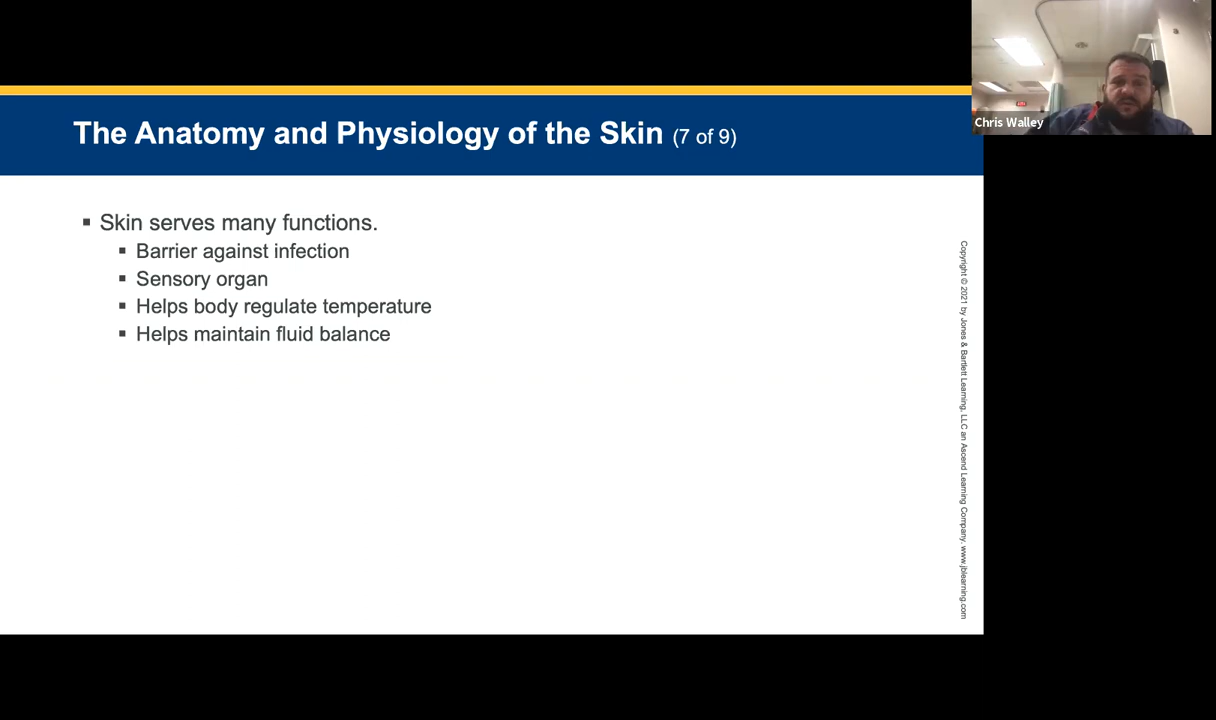 The Anatomy and Physiology of the Skin (7 of 9)
Chris Walley
▪ Skin serves many functions.
▪ Barrier against infection
▪ Sensory organ
▪ Helps body regulate temperature
▪ Helps maintain fluid balance
Copyright © 2021 by Jones & Bartlett Learning, LLC an Ascend Learning Company. www.jblearning.com